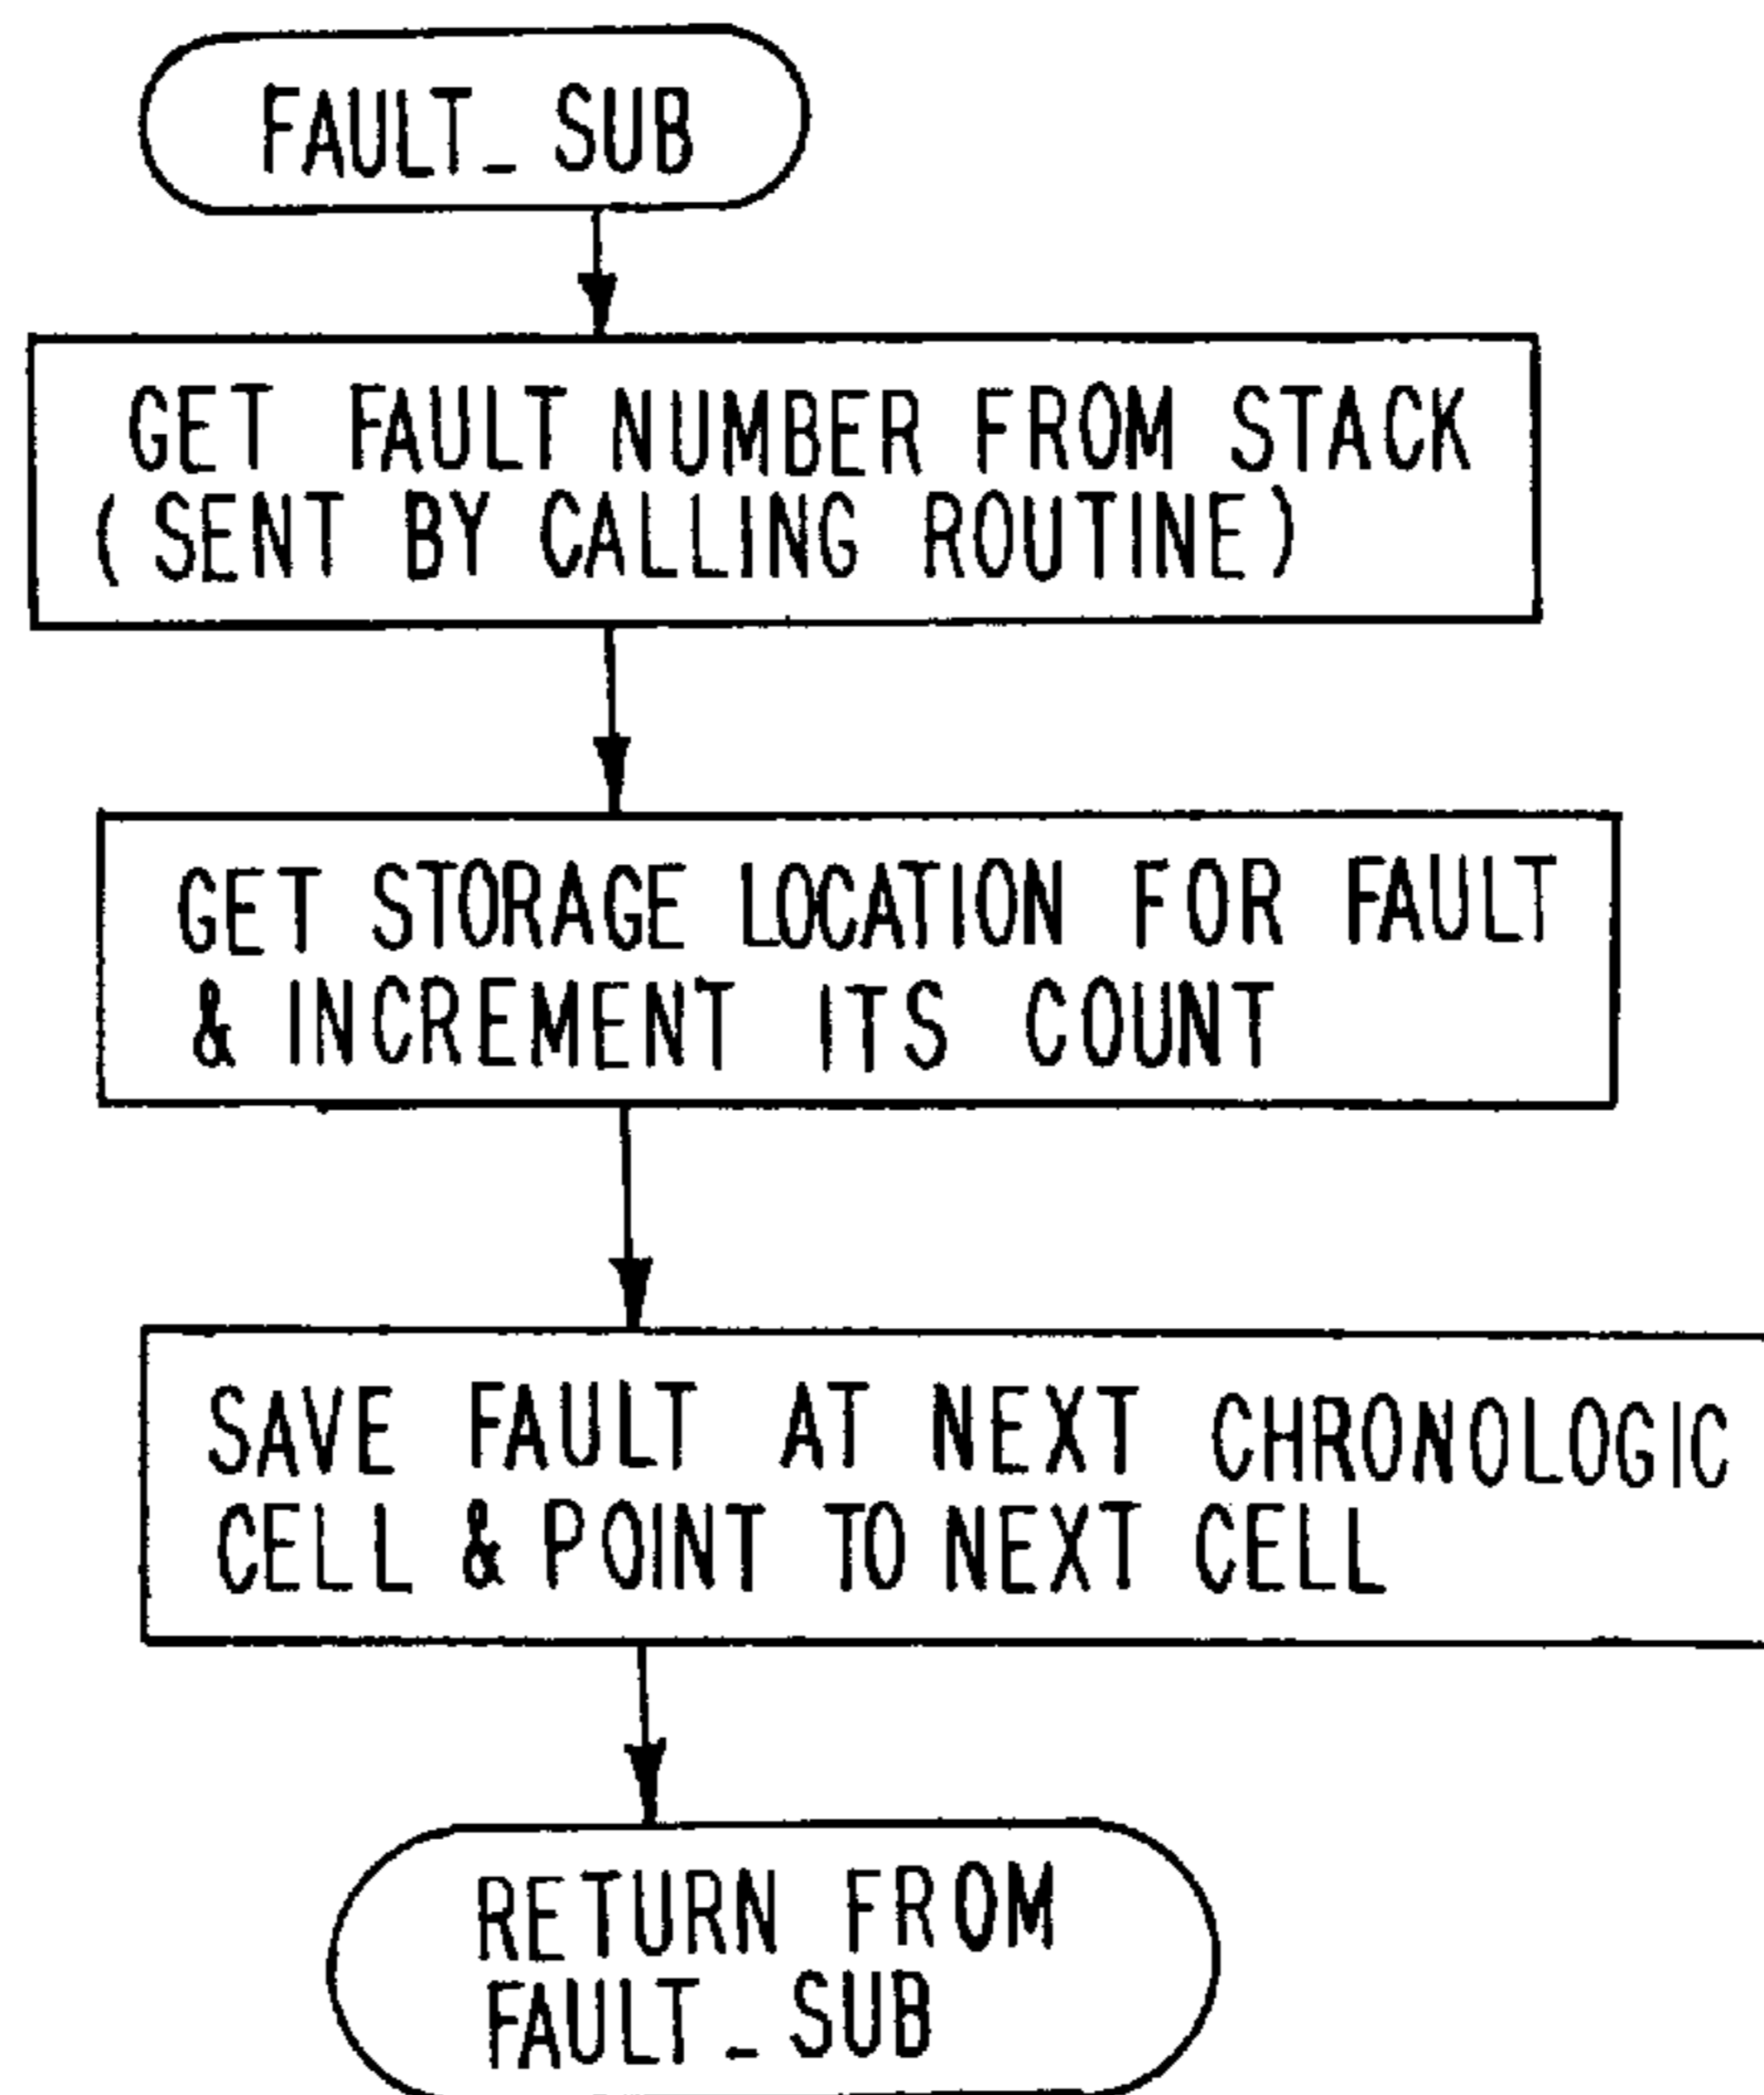 FAULT_SUB
GET FAULT NUMBER FROM STACK
(SENT BY CALLING ROUTINE)
GET STORAGE LOCATION FOR FAULT
& INCREMENT ITS COUNT
SAVE FAULT AT NEXT CHRONOLOGIC
CELL & POINT TO NEXT CELL
RETURN FROM
FAULT_SUB